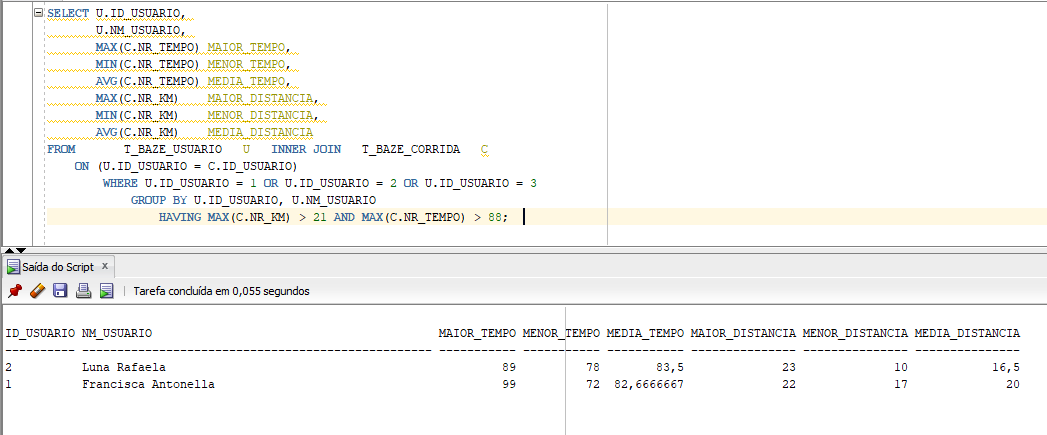 SELECT U.ID_USUARIO,
U.NM_USUARIO,
MAX(C.NR_TEMPO) MAIOR_TEMPO,
MIN(C.NR_TEMPO) MENOR_TEMPO,
AVG(C.NR_TEMPO) MEDIA_TEMPO,
MAX(C.NR_KM) MAIOR_DISTANCIA,
MIN(C.NR_KM) MENOR_DISTANCIA,
AVG(C.NR_KM) MEDIA_DISTANCIA
FROM T_BAZE_USUARIO U INNER JOIN T_BAZE_CORRIDA C
ON (U.ID_USUARIO = C.ID_USUARIO)
WHERE U.ID_USUARIO = 1 OR U.ID_USUARIO = 2 OR U.ID_USUARIO = 3
GROUP BY U.ID_USUARIO, U.NM_USUARIO
HAVING MAX(C.NR_KM) > 21 AND MAX(C.NR_TEMPO) > 88;
Saída do Script x
Tarefa concluída em 0,055 segundos
ID_USUARIO NM_USUARIO MAIOR_TEMPO MENOR_TEMPO MEDIA_TEMPO MAIOR_DISTANCIA MENOR_DISTANCIA MEDIA_DISTANCIA
---------- -------------------------------------------------- ----------- ----------- ----------- --------------- --------------- ---------------
2 Luna Rafaela 89 78 83,5 23 10 16,5
1 Francisca Antonella 99 72 82,6666667 22 17 20